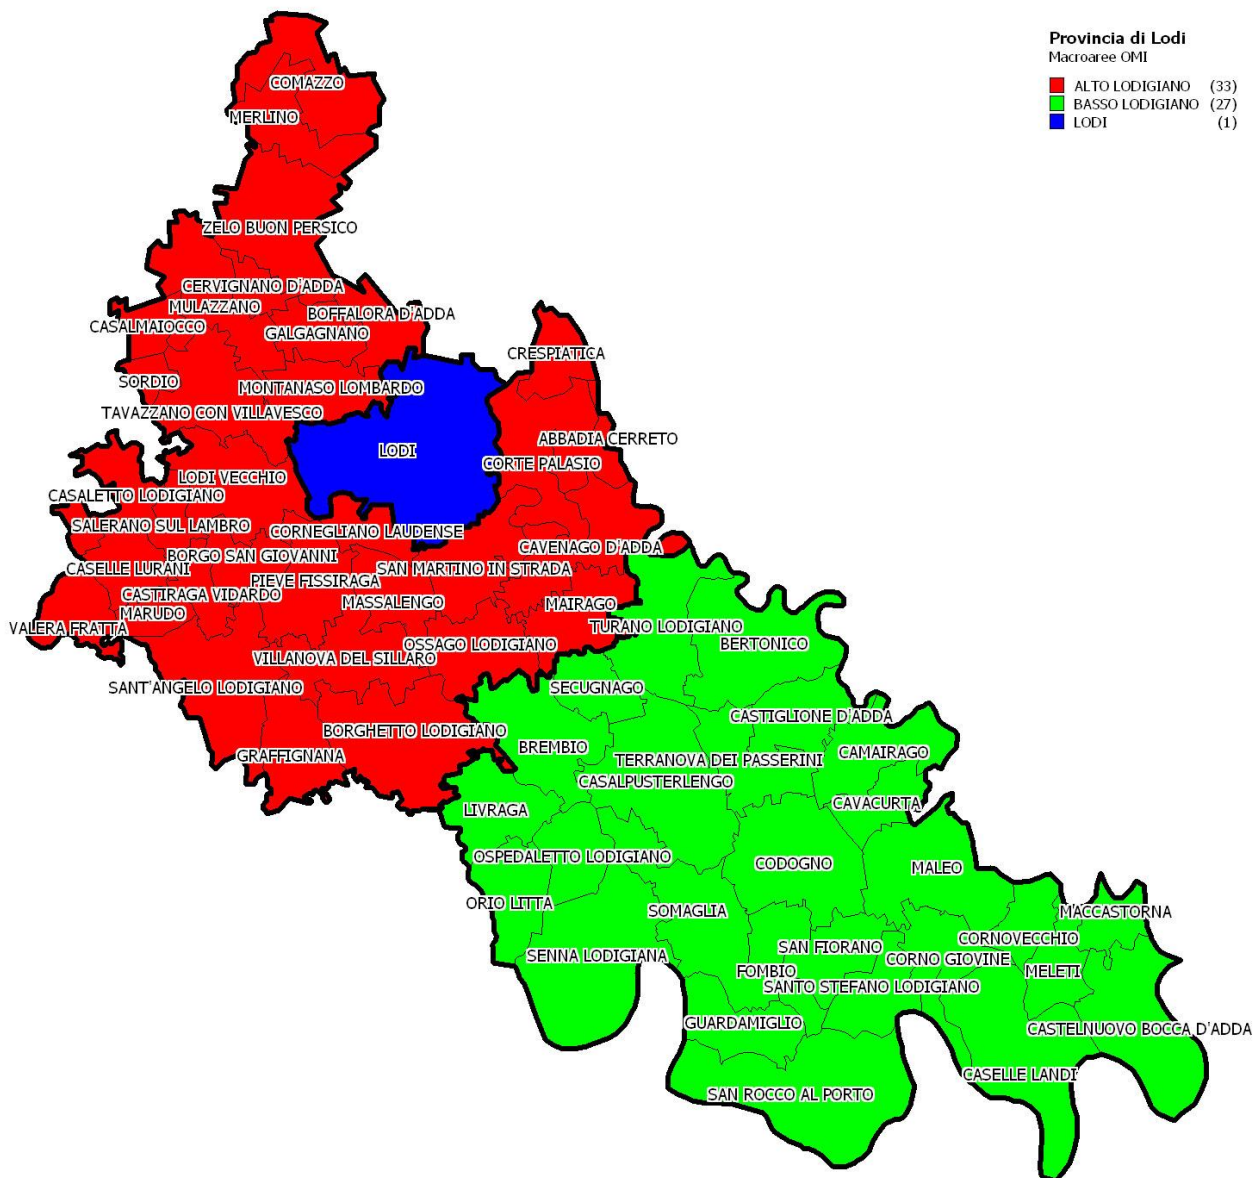 Provincia di Lodi
Macroaree OMI
ALTO LODIGIANO (33)
BASSO LODIGIANO (27)
LODI (1)
COMAZZO
MERLINO
ZELO BUON PERSICO
CERVIGNANO D'ADDA
MULAZZANO
BOFFALORA D'ADDA
CASALMAIOCCO
GALGAGNANO
CRESPIATICA
SORDIO
MONTANASO LOMBARDO
TAVAZZANO CON VILLAVESCO
ABBADIA CERRETO
LODI
CORTE PALASIO
LODI VECCHIO
CASALETTO LODIGIANO
SALERANO SUL LAMBRO
CORNEGLIANO LAUDENSE
CAVENAGO D'ADDA
BORGO SAN GIOVANNI
CASELLE LURANI
SAN MARTINO IN STRADA
PIEVE FISSIRAGA
CASTIRAGA VIDARDO
MASSALENGO
MAIRAGO
MARUDO
VALERA FRATTA
TURANO LODIGIANO
BERTONICO
OSSAGO LODIGIANO
VILLANOVA DEL SILLARO
SANT'ANGELO LODIGIANO
SECUGNAGO
CASTIGLIONE D'ADDA
BORGHETTO LODIGIANO
BREMBIO
CAMAIRAGO
GRAFFIGNANA
TERRANOVA DEI PASSERINI
CASALPUSTERLENGO
CAVACURTA
LIVRAGA
OSPEDALETTO LODIGIANO
CODOGNO
MALEO
ORIO LITTA
SOMAGLIA
MACCASTORNA
CORNOVECCHIO
SAN FIORANO
SENNA LODIGIANA
CORNO GIOVINE
FOMBIO
MELETI
SANTO STEFANO LODIGIANO
GUARDAMIGLIO
CASTELNUOVO BOCCA D'ADDA
CASELLE LANDI
SAN ROCCO AL PORTO